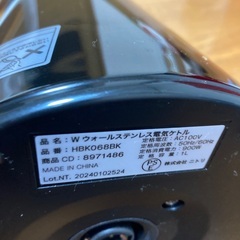 品名：Wウォールステンレス電気ケトル
型番：HBK068BK
商品CD：8971486
MADE IN CHINA
Lot.NT. 20240102524
定格電圧：AC100V
定格周波数：50Hz/60Hz
定格消費電力：900W
容量：1L
PSE
株式会社ニトリ